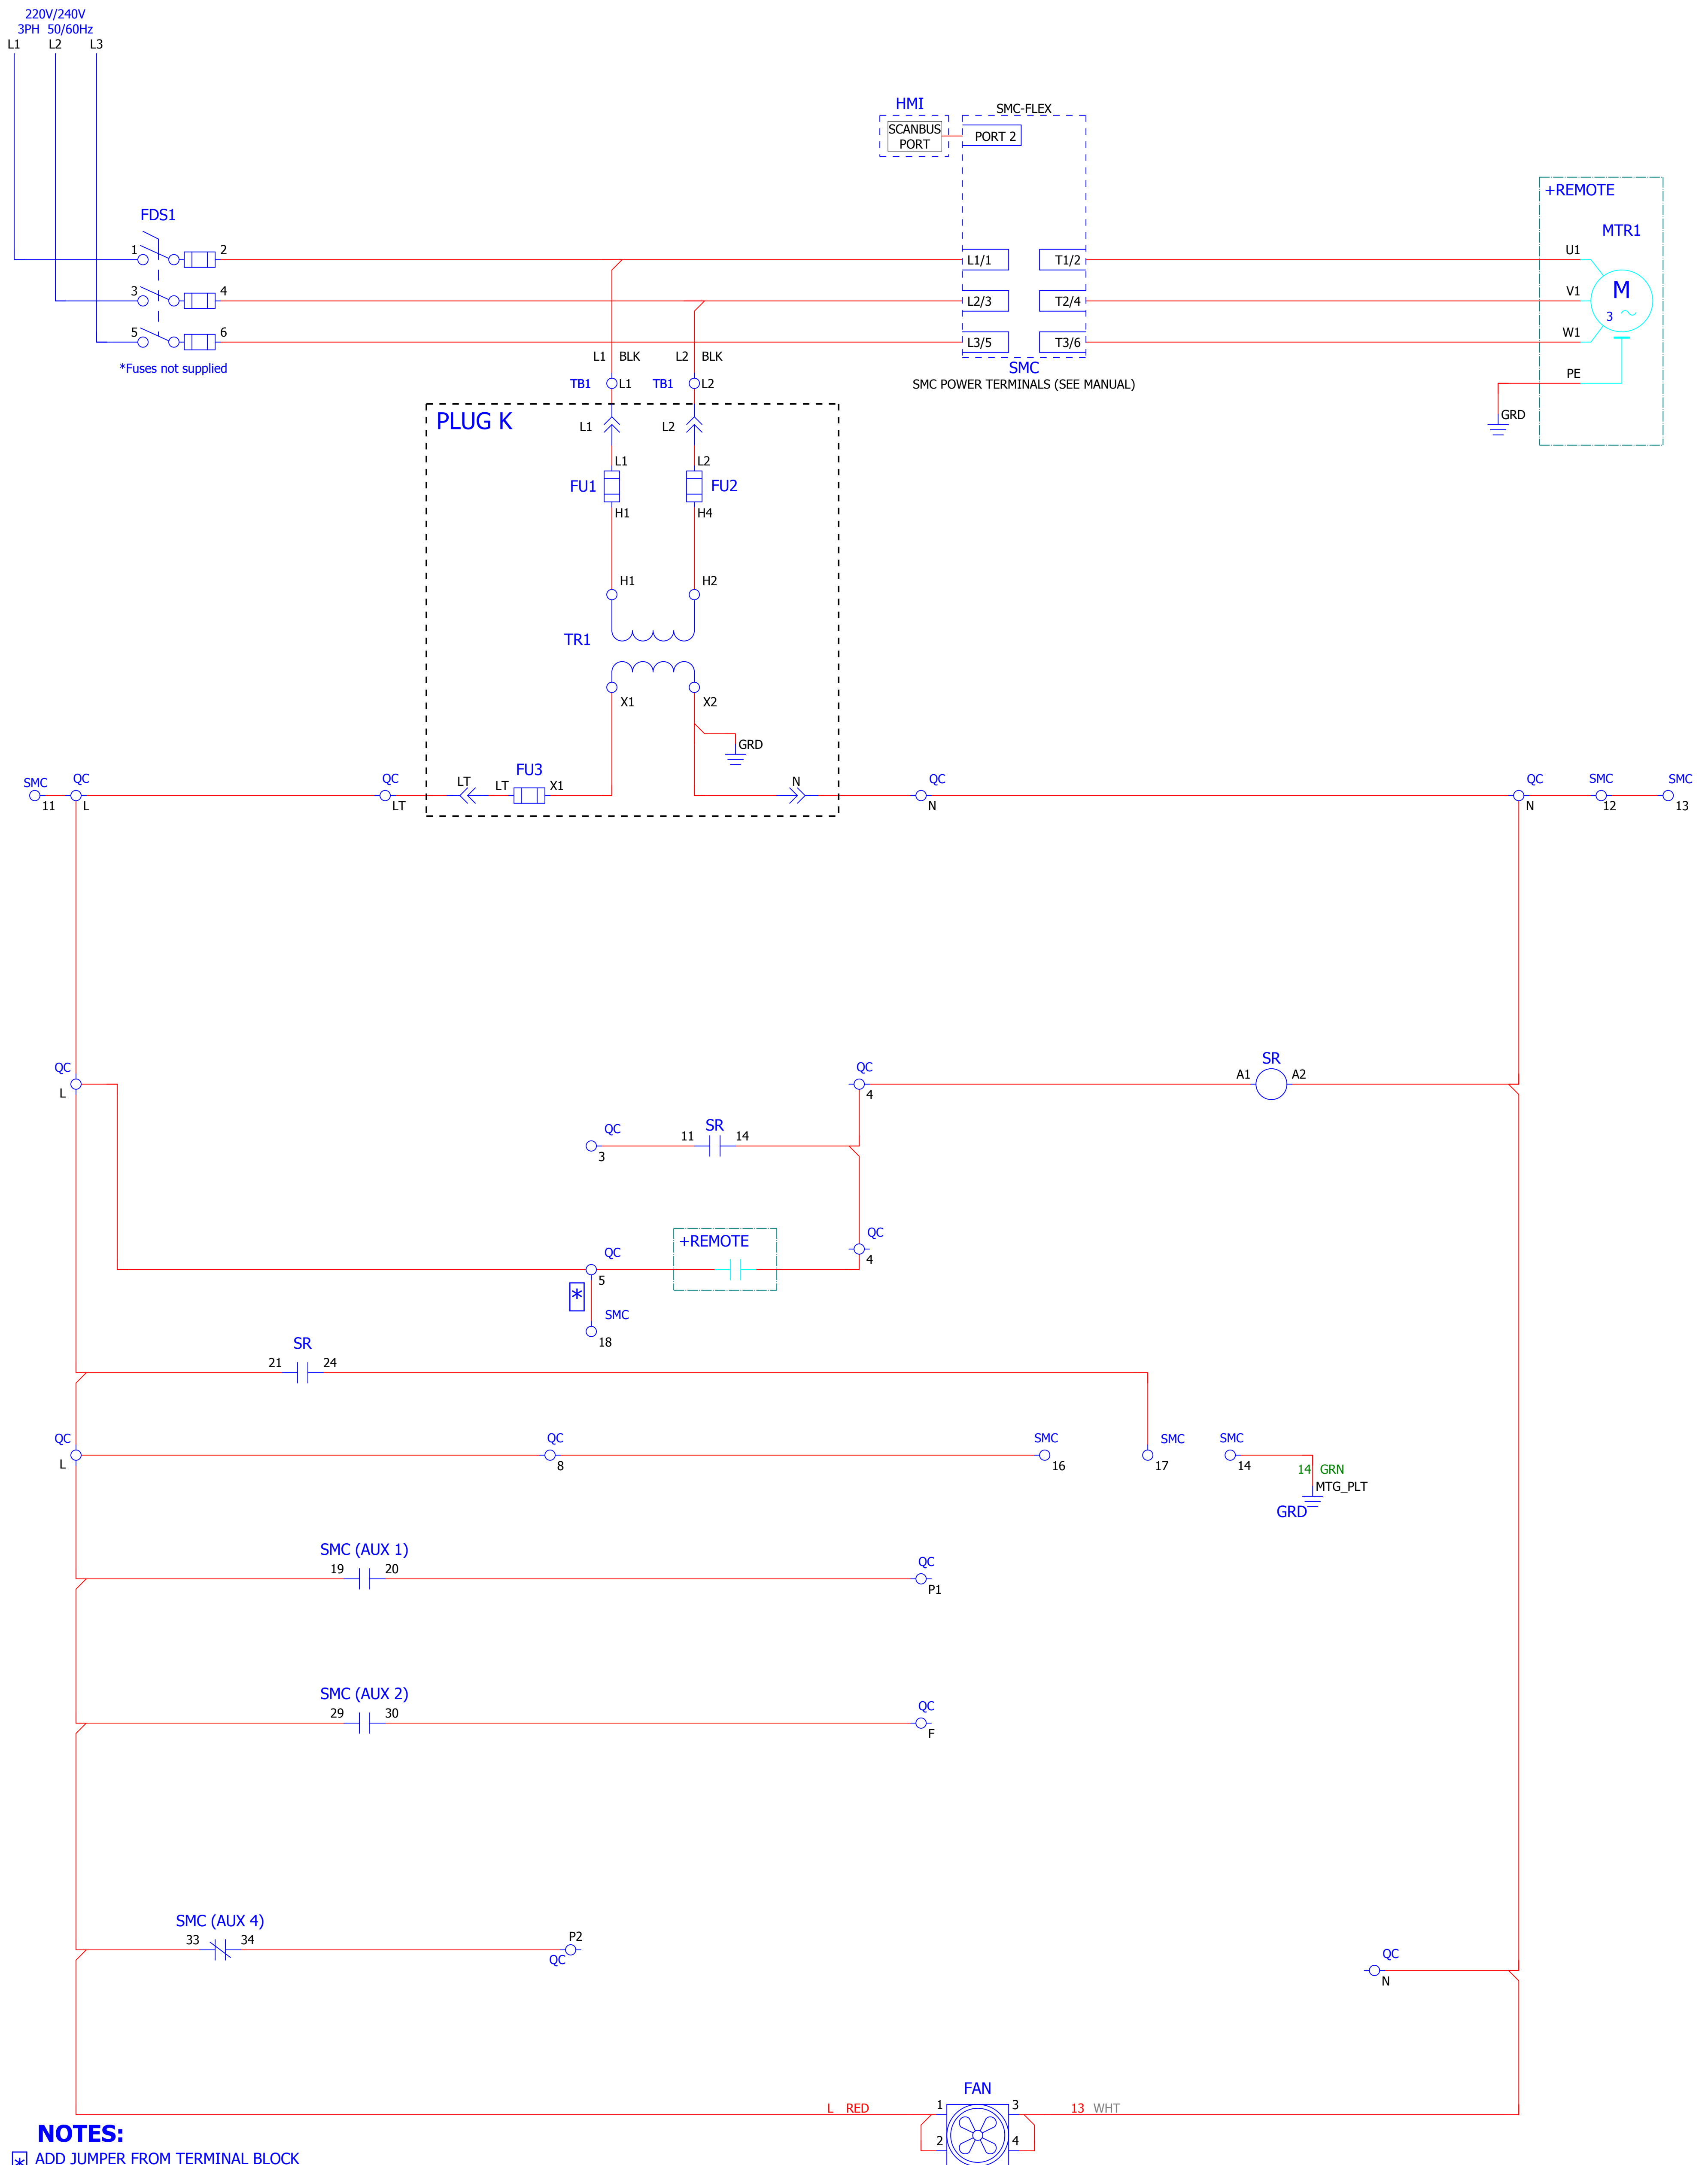 220V/240V
3PH 50/60Hz
L1 L2 L3
HMI
SMC-FLEX
SCANBUS
PORT
PORT 2
+REMOTE
MTR1
FDS1
1 2
L1/1 T1/2
U1
3 4
L2/3 T2/4
V1
M
3
5 6
L3/5 T3/6
W1
*Fuses not supplied
L1 BLK L2 BLK
SMC
SMC POWER TERMINALS (SEE MANUAL)
PE
GRD
TB1 L1 TB1 L2
PLUG K
L1 L2
L1 L2
FU1 FU2
H1 H4
H1 H2
TR1
X1 X2
GRD
FU3
SMC QC QC LT LT X1 N QC QC SMC SMC
11 L LT N N 12 13
QC QC SR
L 4 A1 A2
QC SR
3 11 14
QC +REMOTE QC
5 4
*
SMC
18
SR
21 24
QC QC SMC SMC SMC
L 8 16 17 14
14 GRN
MTG_PLT
GRD
SMC (AUX 1)
19 20
QC
P1
SMC (AUX 2)
29 30
QC
F
SMC (AUX 4)
33 34
P2
QC
QC
N
FAN
L RED 1 3 13 WHT
2 4
NOTES:
* ADD JUMPER FROM TERMINAL BLOCK